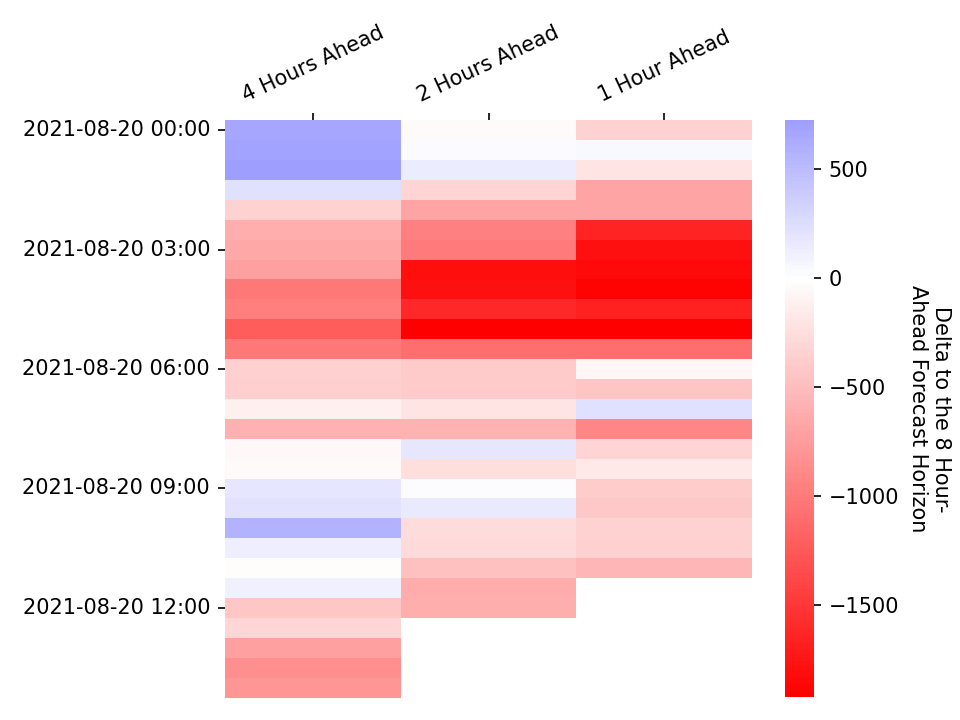 4 Hours Ahead
2 Hours Ahead
1 Hour Ahead
2021-08-20 00:00
2021-08-20 03:00
2021-08-20 06:00
2021-08-20 09:00
2021-08-20 12:00
500
0
−500
−1000
−1500
Delta to the 8 Hour-
Ahead Forecast Horizon